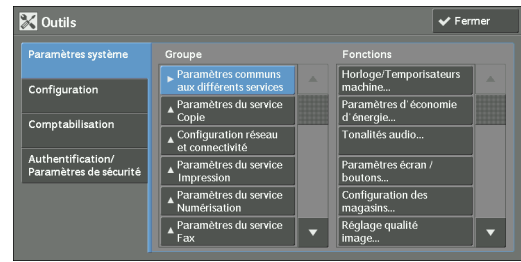 Outils
Fermer
Paramètres système
Configuration
Comptabilisation
Authentification/
Paramètres de sécurité
Groupe
Paramètres communs
aux différents services
Paramètres du service
Copie
Configuration réseau
et connectivité
Paramètres du service
Impression
Paramètres du service
Numérisation
Paramètres du service
Fax
Fonctions
Horloge/Temporisateurs
machine...
Paramètres d'économie
d'énergie...
Tonalités audio...
Paramètres écran /
boutons...
Configuration des
magasins...
Réglage qualité
image...